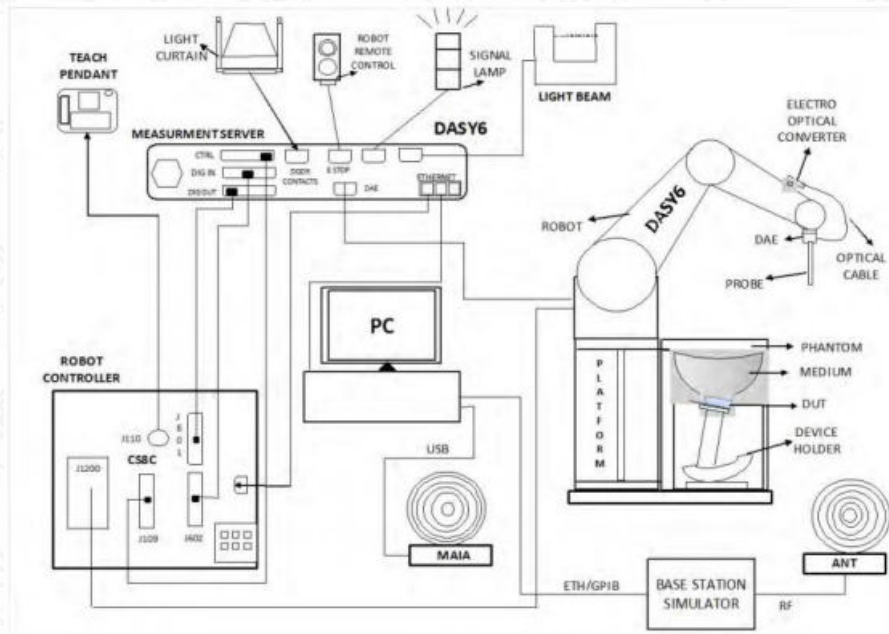 LIGHT
CURTAIN
ROBOT
REMOTE
CONTROL
SIGNAL
LAMP
LIGHT BEAM
TEACH
PENDANT
ELECTRO
OPTICAL
CONVERTER
MEASURMENT SERVER
DASY6
CTRL
DIG IN
DIG OUT
DOOR
CONTACTS
E STOP
DAE
ETHERNET
ROBOT
DASY6
DAE
PROBE
OPTICAL
CABLE
PC
PLATFORM
PHANTOM
MEDIUM
DUT
DEVICE
HOLDER
ROBOT
CONTROLLER
J110
J601
CS8C
J1200
J109
J602
USB
MAIA
ANT
ETH/GPIB
BASE STATION
SIMULATOR
RF